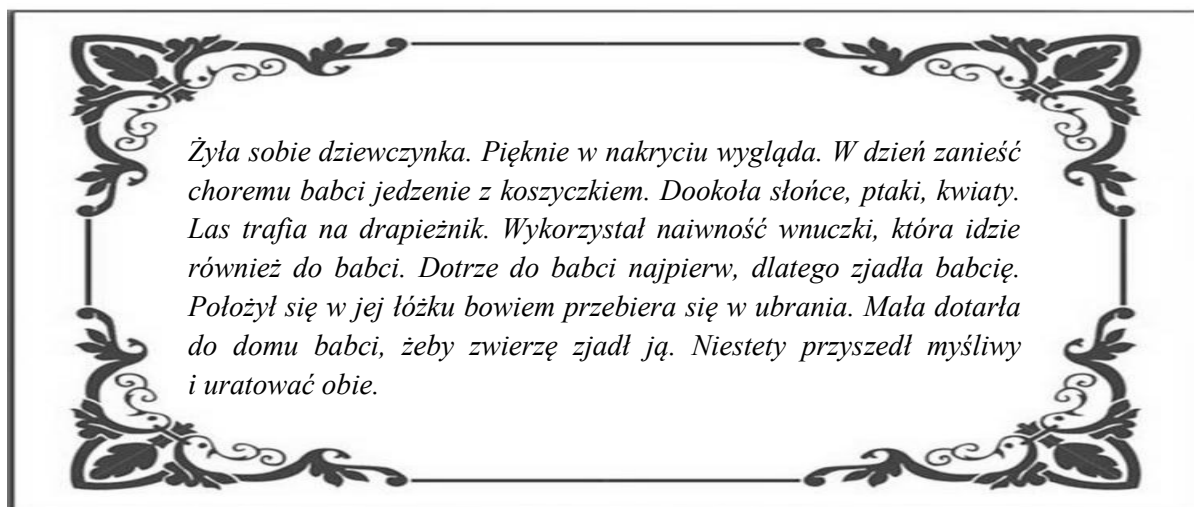 Żyła sobie dziewczynka. Pięknie w nakryciu wygląda. W dzień zanieść
choremu babci jedzenie z koszyczkiem. Dookoła słońce, ptaki, kwiaty.
Las trafia na drapieżnik. Wykorzystał naiwność wnuczki, która idzie
również do babci. Dotrze do babci najpierw, dlatego zjadła babcię.
Położył się w jej łóżku bowiem przebiera się w ubrania. Mała dotarła
do domu babci, żeby zwierzę zjadł ją. Niestety przyszedł myśliwy
i uratować obie.